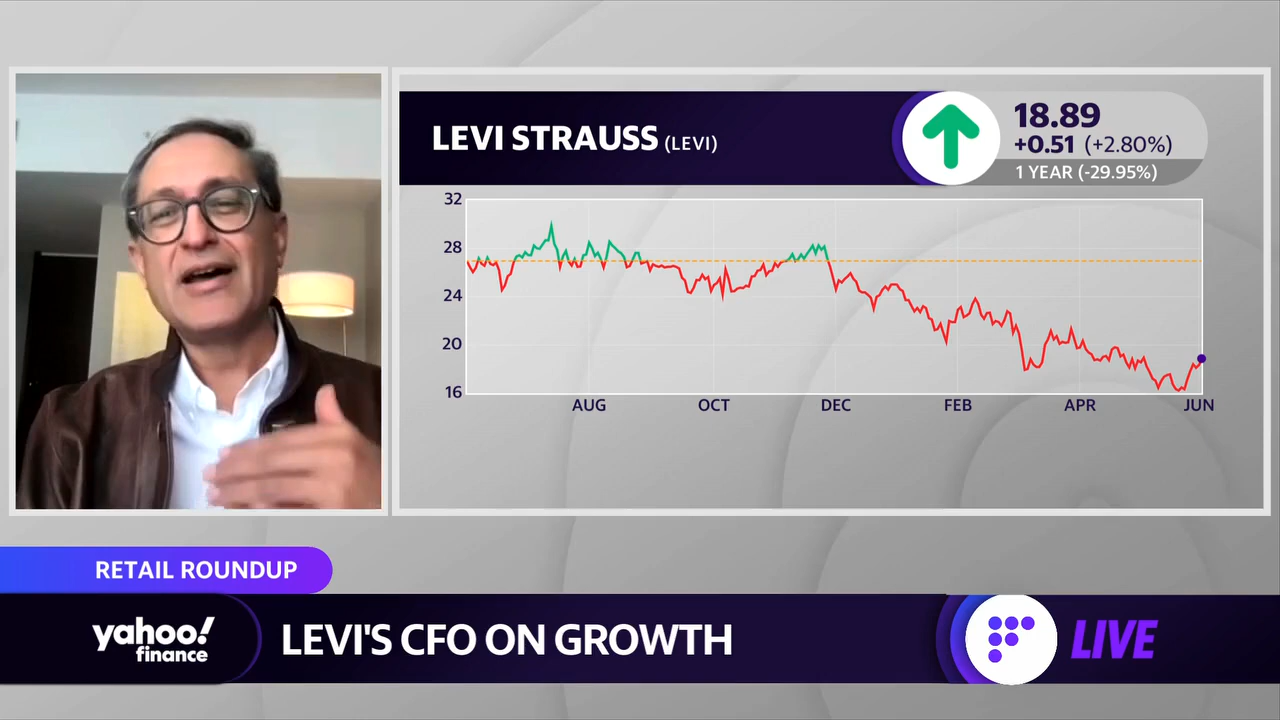 LEVI STRAUSS (LEVI)
18.89
+0.51 (+2.80%)
1 YEAR (-29.95%)
32
28
24
20
16
AUG OCT DEC FEB APR JUN
RETAIL ROUNDUP
yahoo!
finance
LEVI'S CFO ON GROWTH
LIVE